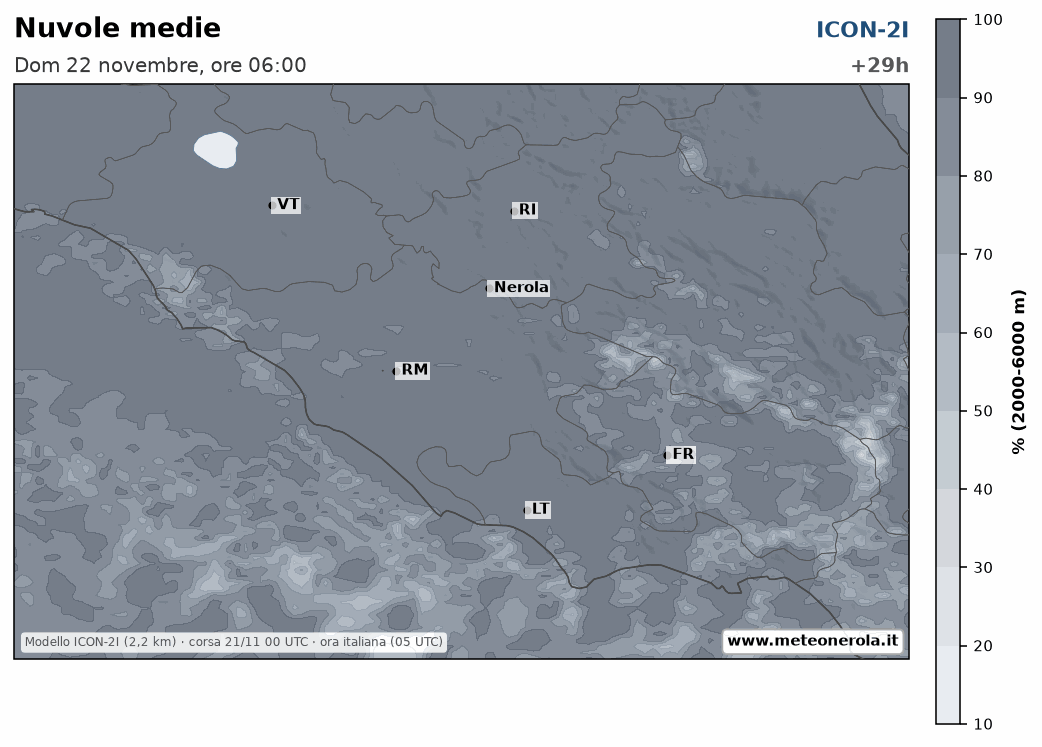 Nuvole medie
ICON-2I
Dom 22 novembre, ore 06:00
+29h
100
90
80
70
60
50
40
30
20
10
% (2000-6000 m)
VT
RI
Nerola
RM
FR
LT
Modello ICON-2I (2,2 km) · corsa 21/11 00 UTC · ora italiana (05 UTC)
www.meteonerola.it